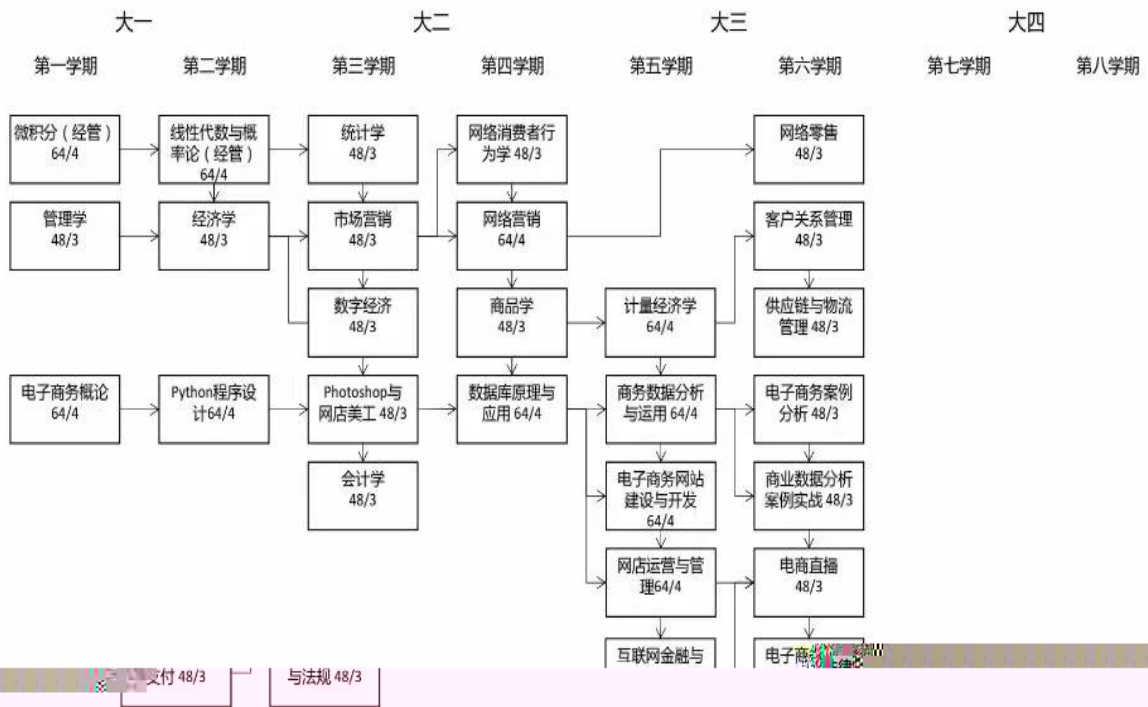 大一 大二 大三 大四
第一学期 第二学期 第三学期 第四学期 第五学期 第六学期 第七学期 第八学期
微积分（经管）
64/4
线性代数与概
率论（经管）
64/4
统计学
48/3
网络消费者行
为学 48/3
网络零售
48/3
管理学
48/3
经济学
48/3
市场营销
48/3
网络营销
64/4
客户关系管理
48/3
数字经济
48/3
商品学
48/3
计量经济学
64/4
供应链与物流
管理 48/3
电子商务概论
64/4
Python程序设
计64/4
Photoshop与
网店美工 48/3
数据库原理与
应用 64/4
商务数据分析
与运用 64/4
电子商务案例
分析 48/3
会计学
48/3
电子商务网站
建设与开发
64/4
商业数据分析
案例实战 48/3
网店运营与管
理64/4
电商直播
48/3
互联网金融与
电子商
支付 48/3
与法规 48/3